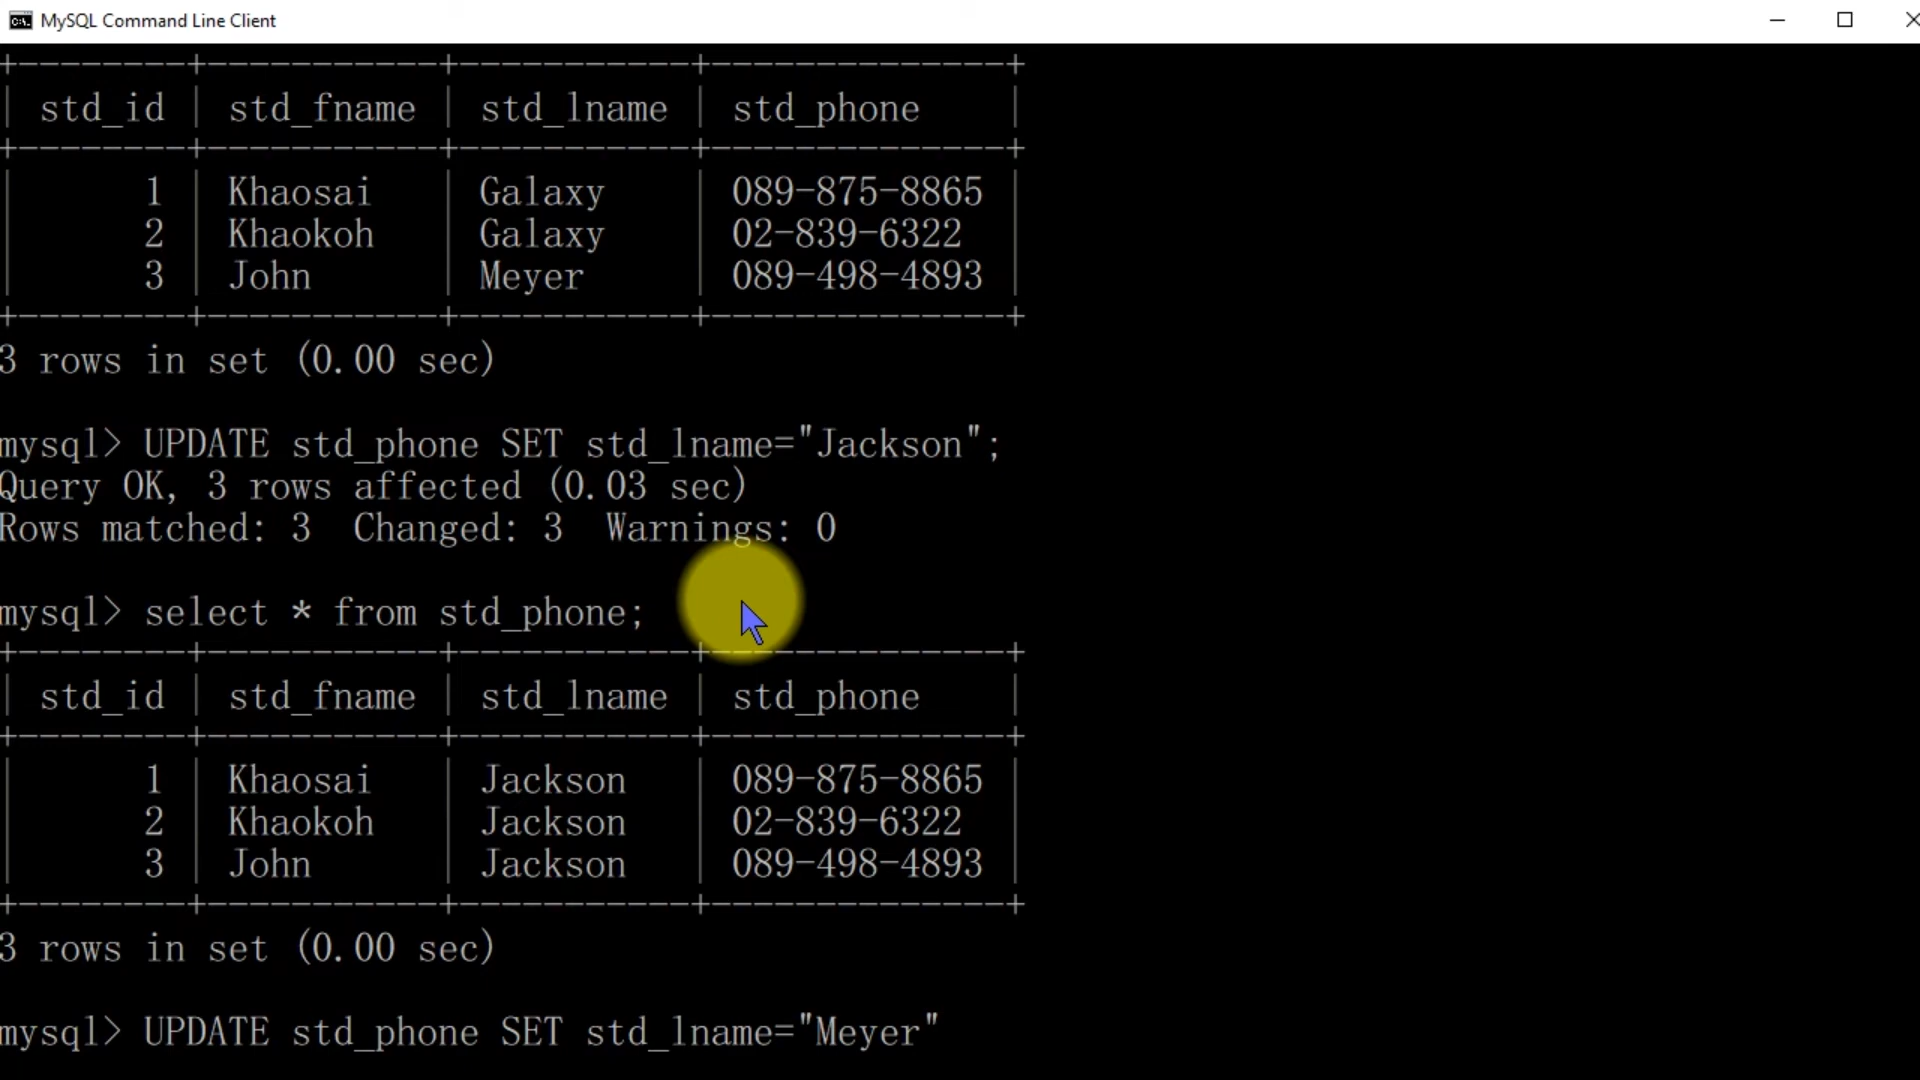 MySQL Command Line Client
+--------+-----------+-----------+--------------+
| std_id | std_fname | std_lname | std_phone    |
+--------+-----------+-----------+--------------+
|      1 | Khaosai   | Galaxy    | 089-875-8865 |
|      2 | Khaokoh   | Galaxy    | 02-839-6322  |
|      3 | John      | Meyer     | 089-498-4893 |
+--------+-----------+-----------+--------------+
3 rows in set (0.00 sec)
mysql> UPDATE std_phone SET std_lname="Jackson";
Query OK, 3 rows affected (0.03 sec)
Rows matched: 3  Changed: 3  Warnings: 0
mysql> select * from std_phone;
+--------+-----------+-----------+--------------+
| std_id | std_fname | std_lname | std_phone    |
+--------+-----------+-----------+--------------+
|      1 | Khaosai   | Jackson   | 089-875-8865 |
|      2 | Khaokoh   | Jackson   | 02-839-6322  |
|      3 | John      | Jackson   | 089-498-4893 |
+--------+-----------+-----------+--------------+
3 rows in set (0.00 sec)
mysql> UPDATE std_phone SET std_lname="Meyer"